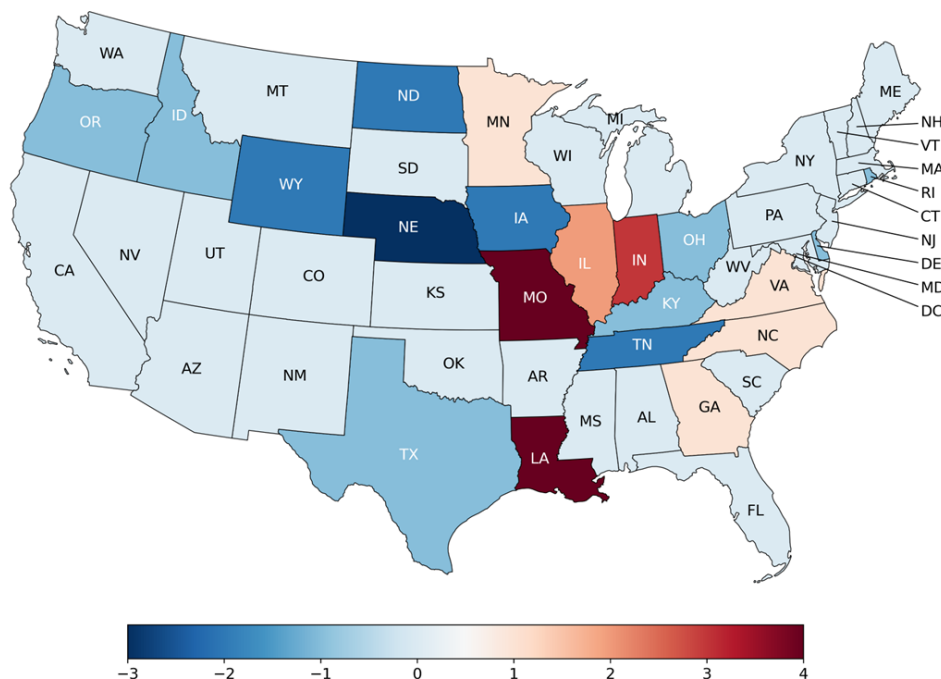 WA
MT
ND
MN
MI
ME
OR
ID
NH
VT
WI
NY
MA
SD
WY
RI
CT
IA
PA
NE
NJ
OH
IL
IN
DE
NV
UT
WV
CA
CO
MD
VA
KS
MO
KY
DC
NC
TN
OK
AZ
NM
AR
SC
GA
MS
AL
TX
LA
FL
−3
−2
−1
0
1
2
3
4